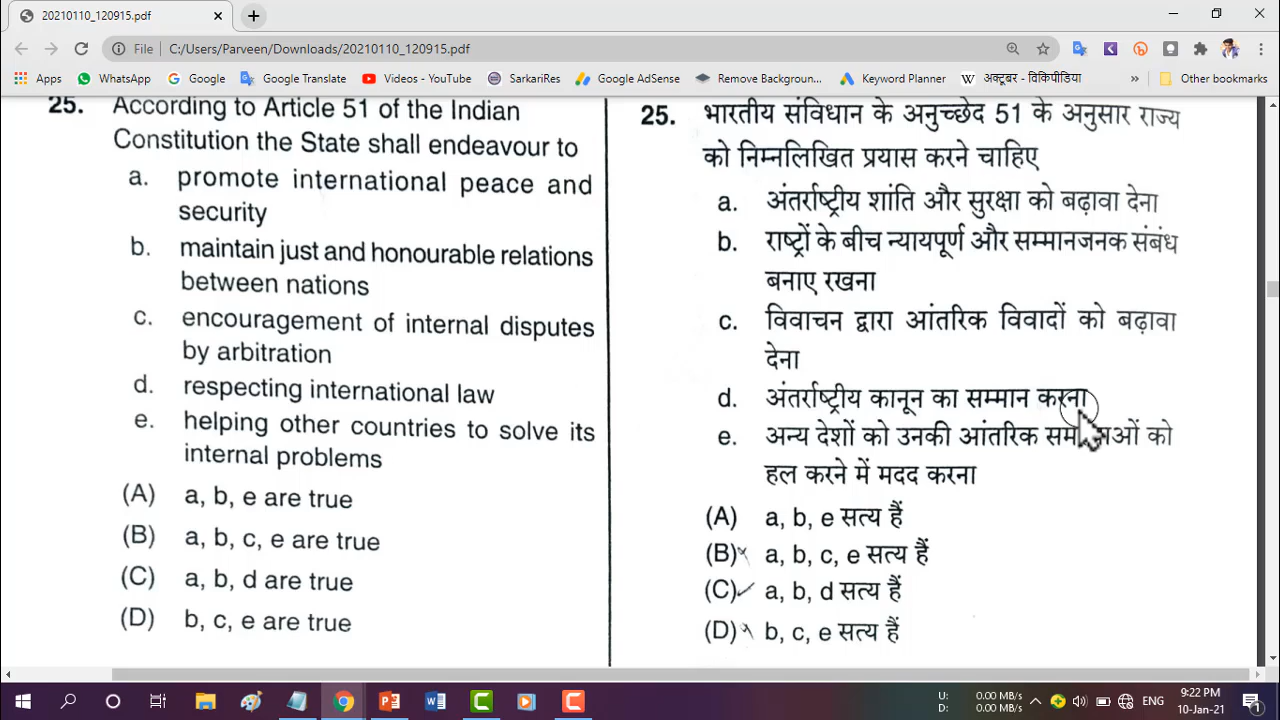 20210110_120915.pdf
File
C:/Users/Parveen/Downloads/20210110_120915.pdf
Apps
WhatsApp
Google
Google Translate
Videos - YouTube
SarkariRes
Google AdSense
Remove Backgroun...
Keyword Planner
अक्टूबर - विकिपीडिया
»
Other bookmarks
25. According to Article 51 of the Indian
Constitution the State shall endeavour to
a. promote international peace and
security
b. maintain just and honourable relations
between nations
c. encouragement of internal disputes
by arbitration
d. respecting international law
e. helping other countries to solve its
internal problems
(A) a, b, e are true
(B) a, b, c, e are true
(C) a, b, d are true
(D) b, c, e are true
25. भारतीय संविधान के अनुच्छेद 51 के अनुसार राज्य
को निम्नलिखित प्रयास करने चाहिए
a. अंतर्राष्ट्रीय शांति और सुरक्षा को बढ़ावा देना
b. राष्ट्रों के बीच न्यायपूर्ण और सम्मानजनक संबंध
बनाए रखना
c. विवाचन द्वारा आंतरिक विवादों को बढ़ावा
देना
d. अंतर्राष्ट्रीय कानून का सम्मान करना
e. अन्य देशों को उनकी आंतरिक को
हल करने में मदद करना
(A) a, b, e सत्य हैं
(B) a, b, c, e सत्य हैं
(C) a, b, d सत्य हैं
(D) b, c, e सत्य हैं
U: 0.00 MB/s
D: 0.00 MB/s
ENG
9:22 PM
10-Jan-21